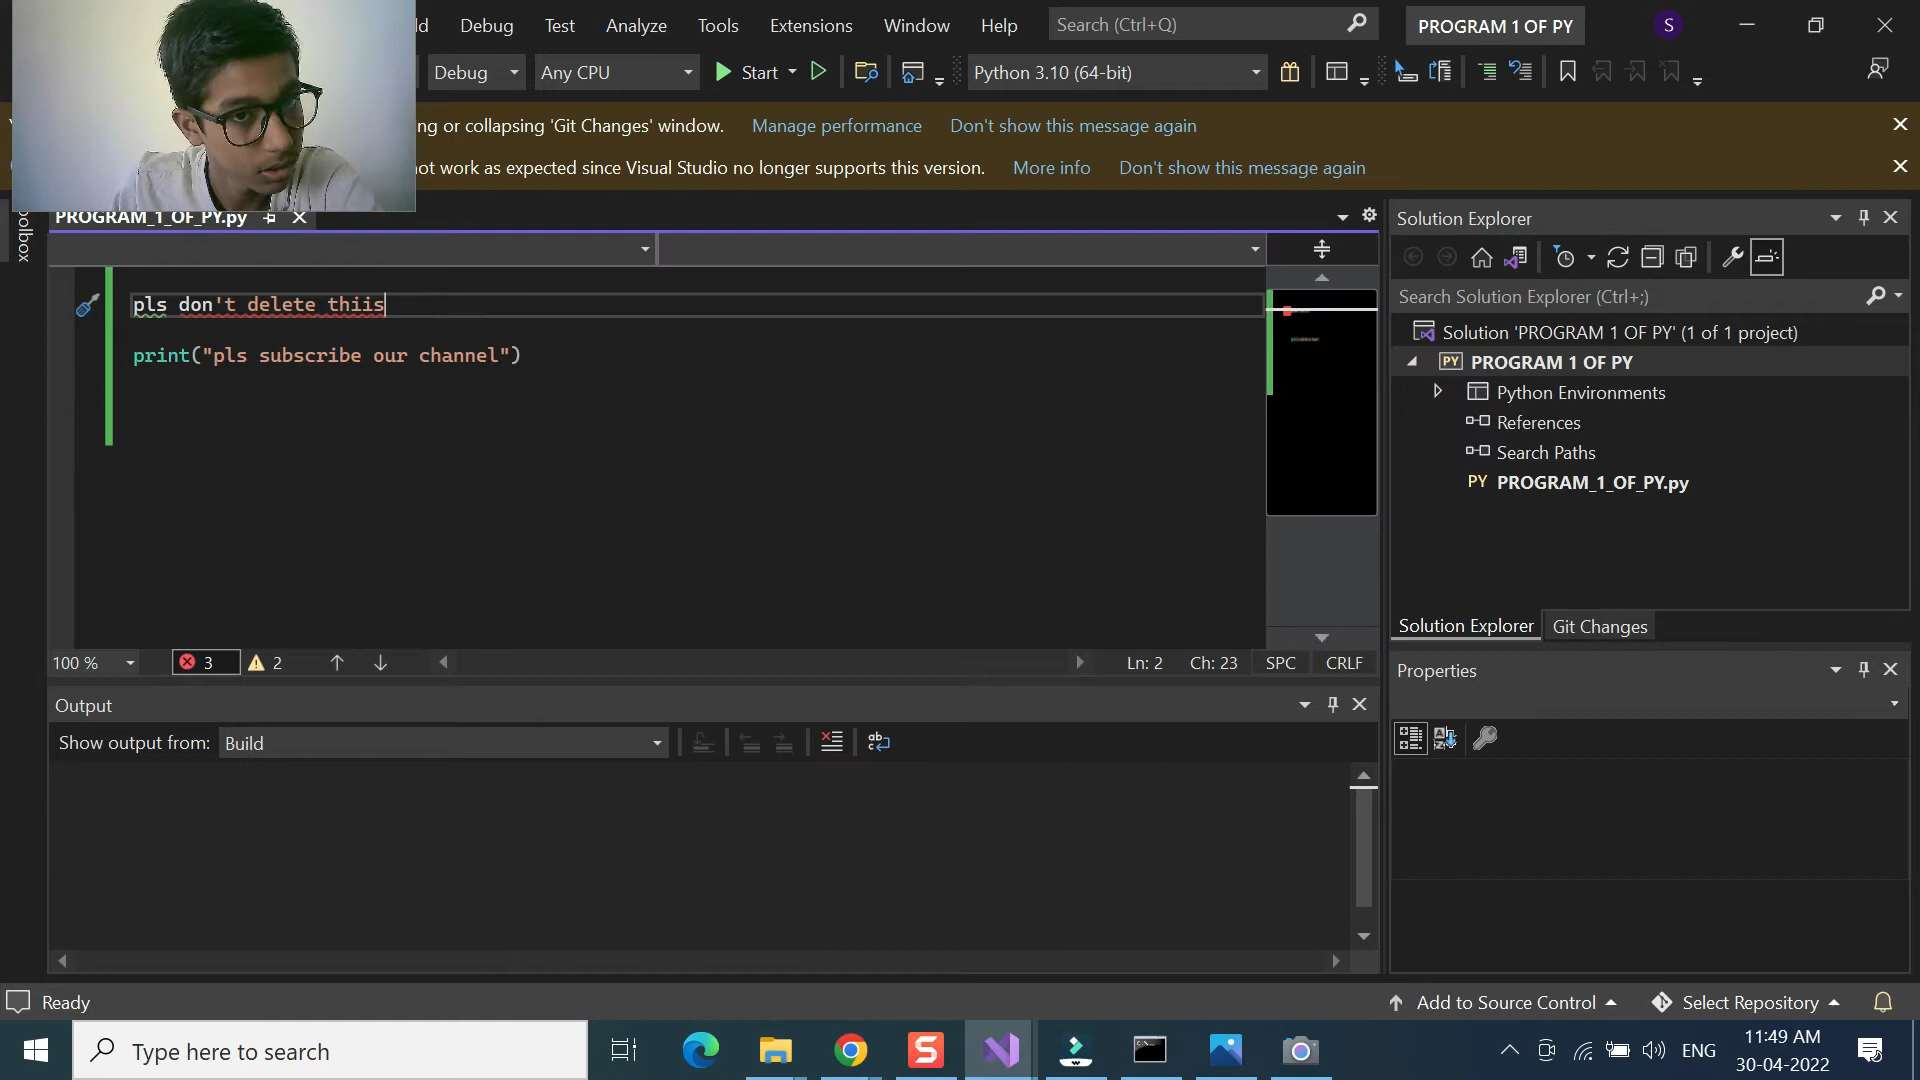 ld Debug Test Analyze Tools Extensions Window Help Search (Ctrl+Q) PROGRAM 1 OF PY S
Debug Any CPU Start Python 3.10 (64-bit)
ng or collapsing 'Git Changes' window. Manage performance Don't show this message again
not work as expected since Visual Studio no longer supports this version. More info Don't show this message again
PROGRAM_1_OF_PY.py
oolbox
pls don't delete thiis
print("pls subscribe our channel")
100 % 3 2 Ln: 2 Ch: 23 SPC CRLF
Output
Show output from: Build
Solution Explorer
Search Solution Explorer (Ctrl+;)
Solution 'PROGRAM 1 OF PY' (1 of 1 project)
PY PROGRAM 1 OF PY
Python Environments
References
Search Paths
PY PROGRAM_1_OF_PY.py
Solution Explorer Git Changes
Properties
Ready Add to Source Control Select Repository
Type here to search
ENG
11:49 AM
30-04-2022